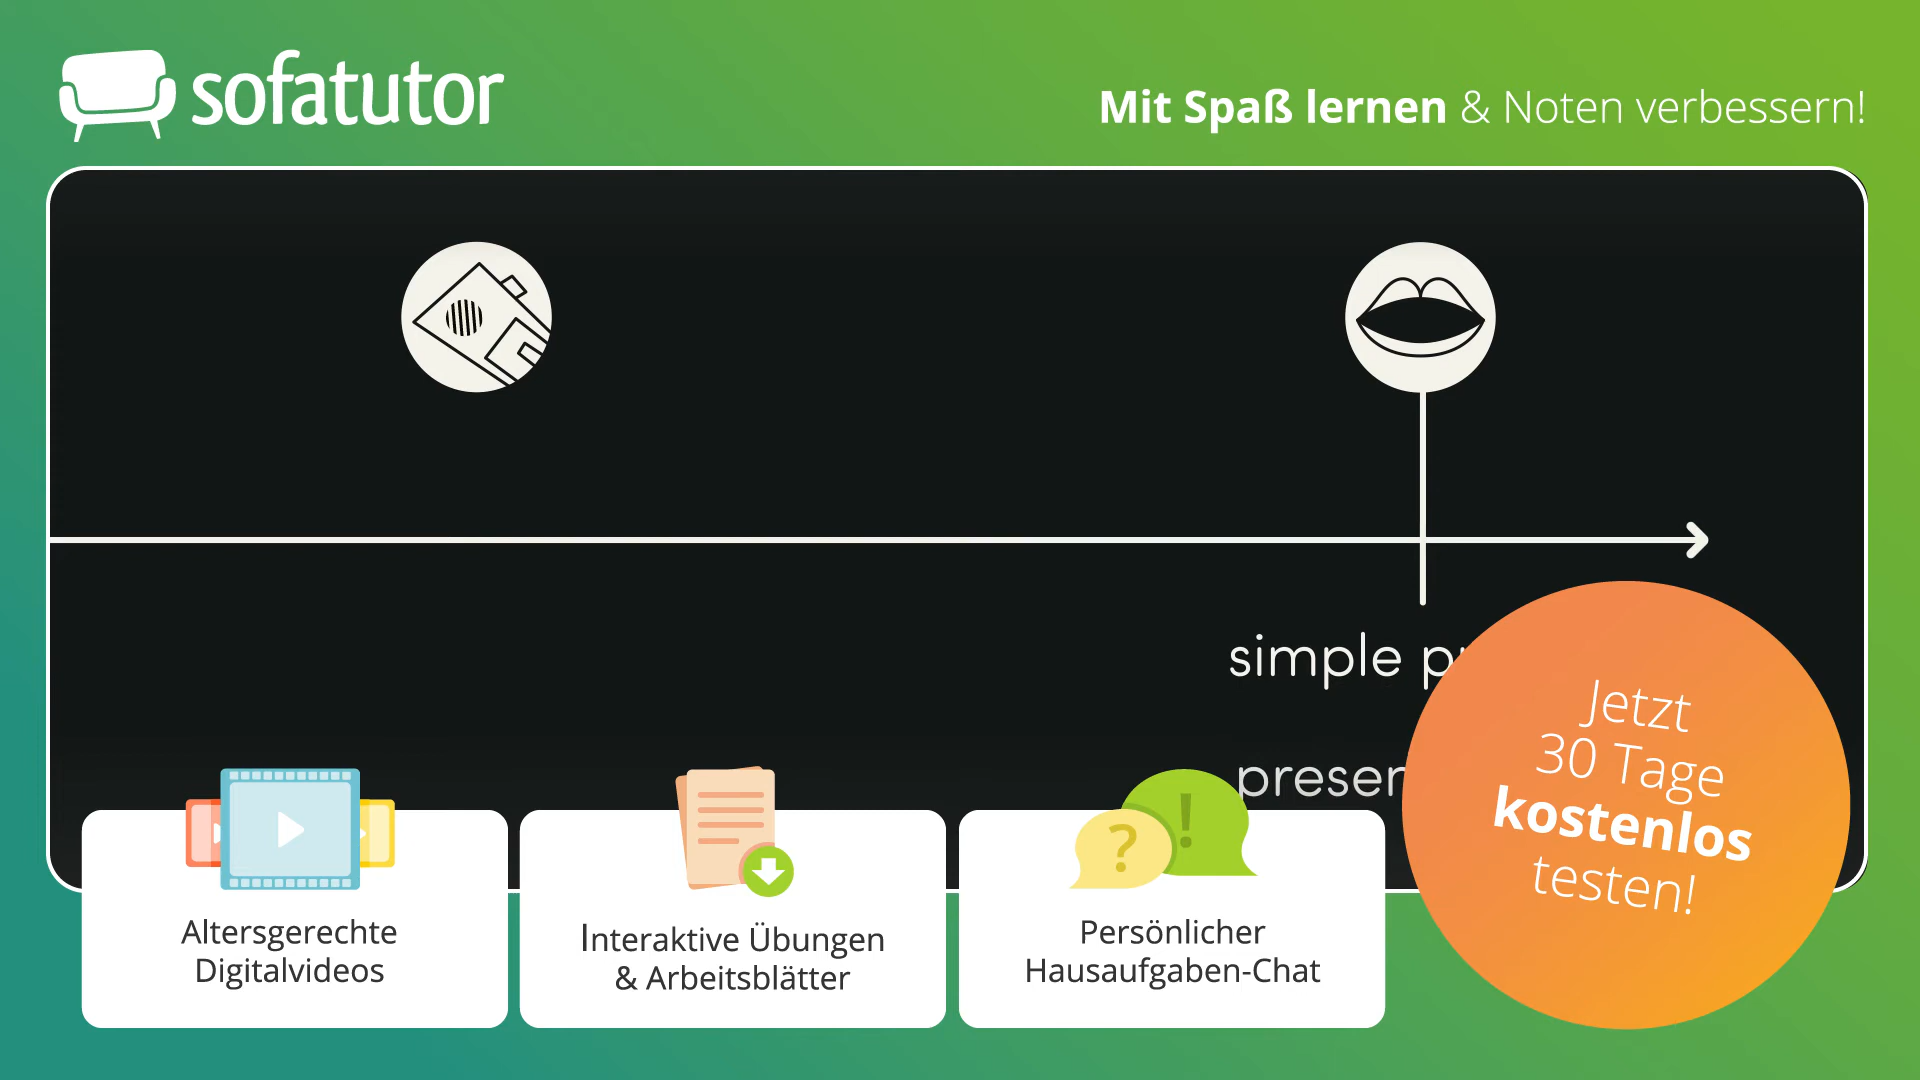 sofatutor
Mit Spaß lernen & Noten verbessern!
simple
Jetzt
30 Tage
kostenlos
testen!
?
!
Altersgerechte
Digitalvideos
Interaktive Übungen
& Arbeitsblätter
Persönlicher
Hausaufgaben-Chat